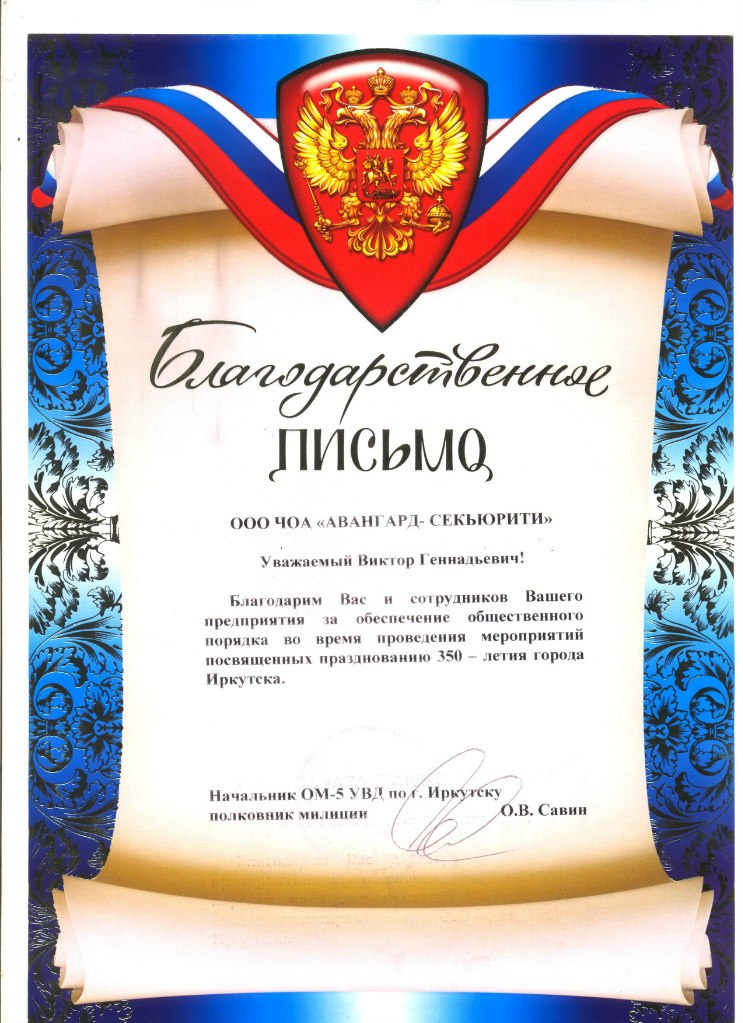 Благодарственное
ПИСЬМО
ООО ЧОА «АВАНГАРД- СЕКЪЮРИТИ»
Уважаемый Виктор Геннадьевич!
Благодарим Вас и сотрудников Вашего
предприятия за обеспечение общественного
порядка во время проведения мероприятий
посвященных празднованию 350 – летия города
Иркутска.
Начальник ОМ-5 УВД по г. Иркутску
полковник милиции О.В. Савин